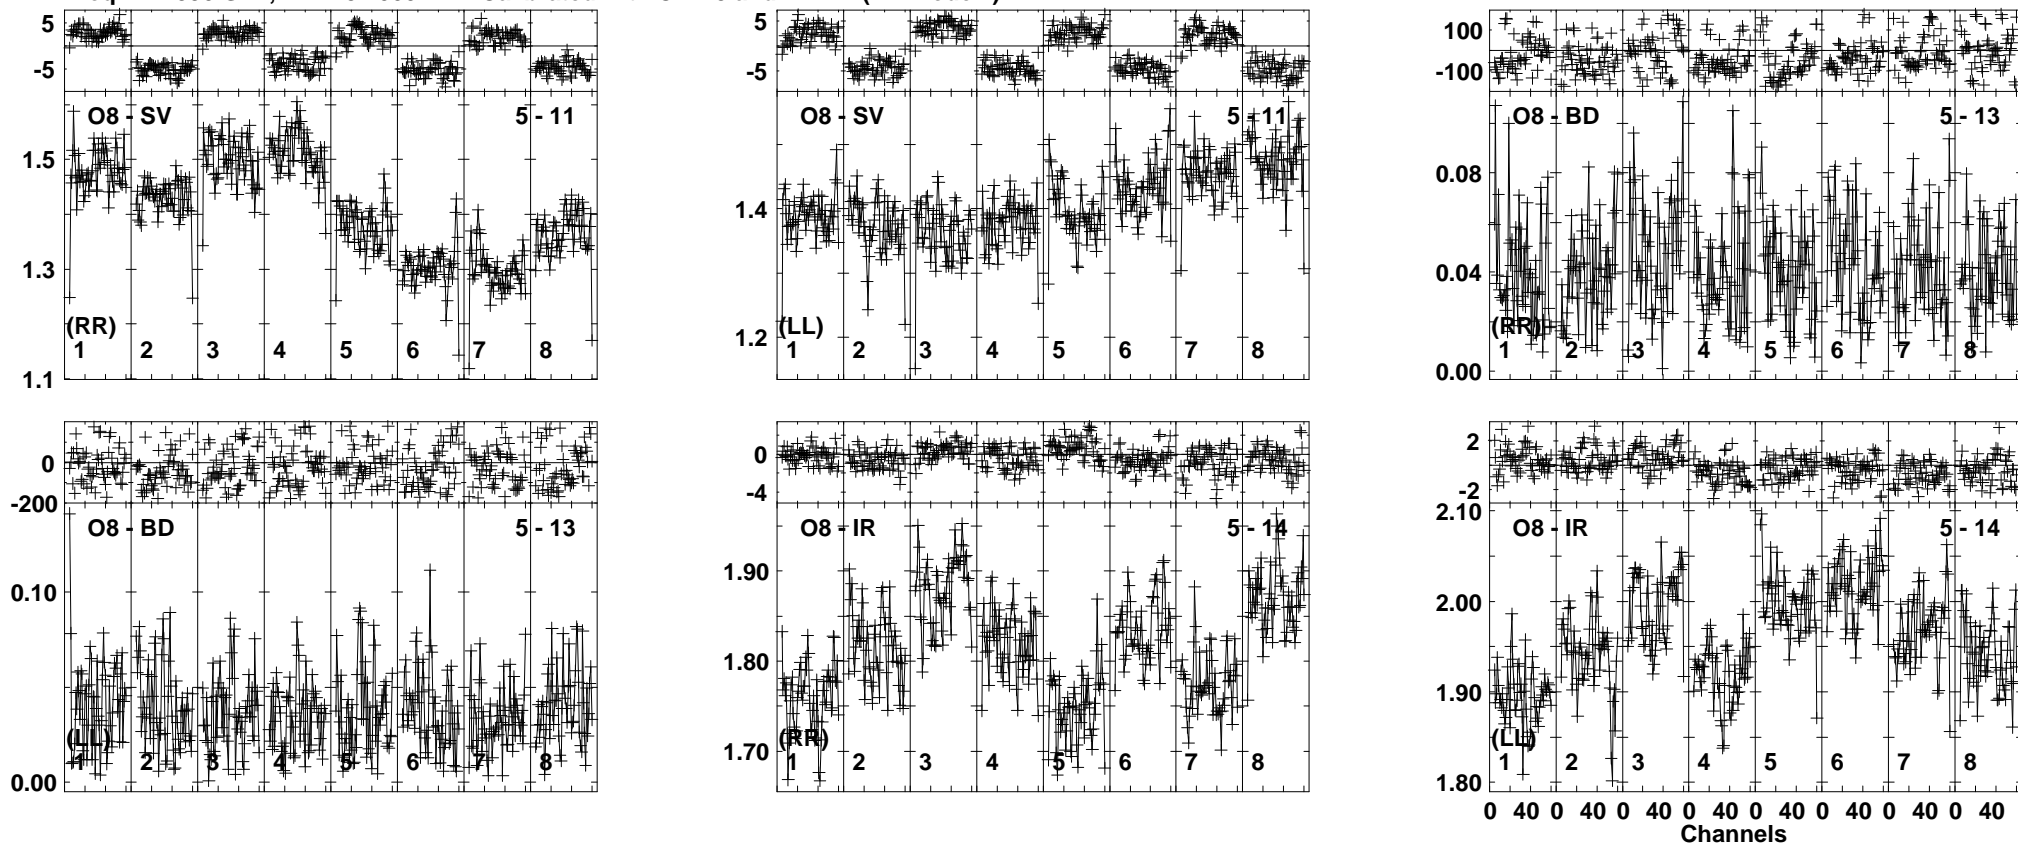 5
-5
O8 - SV
5 - 11
1.5
1.3
1.1
(RR)
1 2 3 4 5 6 7 8
5
-5
O8 - SV
5 - 11
1.4
1.2
(LL)
1 2 3 4 5 6 7 8
100
-100
O8 - BD
5 - 13
0.08
0.04
0.00
(RR)
1 2 3 4 5 6 7 8
0
-200
O8 - BD
5 - 13
0.10
0.00
(LL)
1 2 3 4 5 6 7 8
0
-4
O8 - IR
5 - 14
1.90
1.80
1.70
(RR)
1 2 3 4 5 6 7 8
2
-2
2.10
O8 - IR
5 - 14
2.00
1.90
1.80
(LL)
1 2 3 4 5 6 7 8
0 40 0 40 0 40 0 40 0 40 0 40 0 40 0 40
Channels